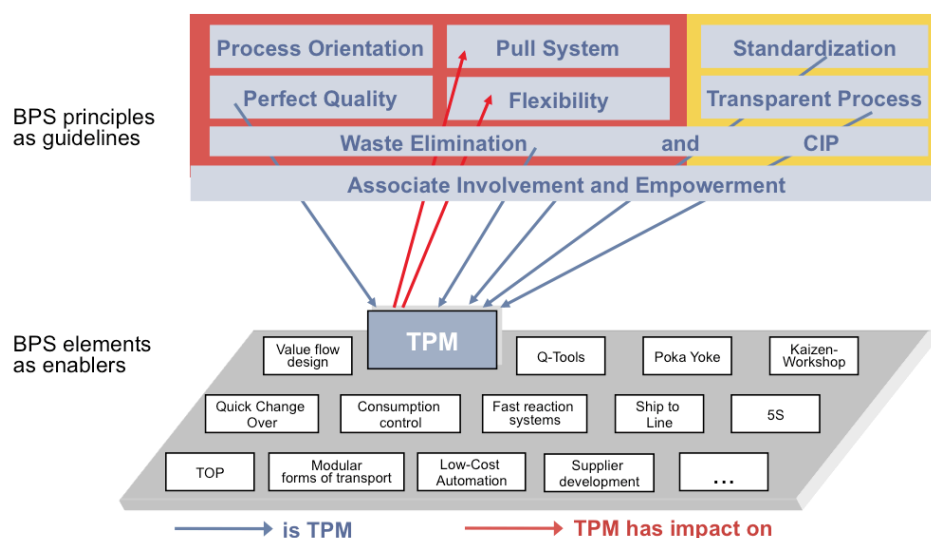 Process Orientation
Pull System
Standardization
Perfect Quality
Flexibility
Transparent Process
BPS principles
as guidelines
Waste Elimination and CIP
Associate Involvement and Empowerment
BPS elements
as enablers
TPM
Value flow
design
Q-Tools
Poka Yoke
Kaizen-
Workshop
Quick Change
Over
Consumption
control
Fast reaction
systems
Ship to
Line
5S
TOP
Modular
forms of transport
Low-Cost
Automation
Supplier
development
...
is TPM
TPM has impact on